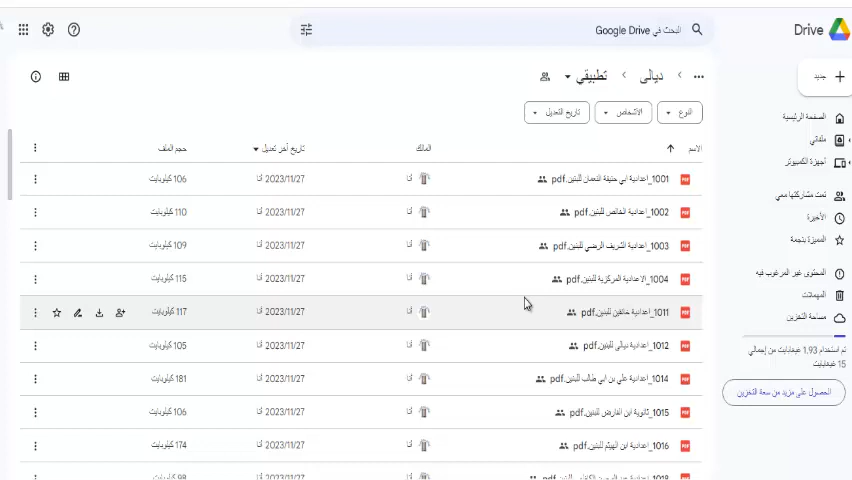 Drive
البحث في Google Drive
جديد
الصفحة الرئيسية
ملفاتي
أجهزة الكمبيوتر
تمت مشاركتها معي
الأخيرة
المميزة بنجمة
المحتوى غير المرغوب فيه
المهملات
مساحة التخزين
تم استخدام 1.93 غيغابايت من إجمالي
15 غيغابايت
الحصول على مزيد من سعة التخزين
ديالى تطبيقي
النوع الأشخاص تاريخ التعديل
الاسم المالك تاريخ آخر تعديل حجم الملف
1001_اعدادية ابي حنيفة النعمان للبنين.pdf أنا 2023/11/27 أنا 106 كيلوبايت
1002_اعدادية الخالص للبنين.pdf أنا 2023/11/27 أنا 110 كيلوبايت
1003_اعدادية الشريف الرضي للبنين.pdf أنا 2023/11/27 أنا 109 كيلوبايت
1004_الاعدادية المركزية للبنين.pdf أنا 2023/11/27 أنا 115 كيلوبايت
1011_اعدادية خانقين للبنين.pdf أنا 2023/11/27 أنا 117 كيلوبايت
1012_اعدادية ديالى للبنين.pdf أنا 2023/11/27 أنا 105 كيلوبايت
1014_اعدادية علي بن ابي طالب للبنين.pdf أنا 2023/11/27 أنا 181 كيلوبايت
1015_ثانوية ابن الفارض للبنين.pdf أنا 2023/11/27 أنا 106 كيلوبايت
1016_اعدادية ابن الهيثم للبنين.pdf أنا 2023/11/27 أنا 174 كيلوبايت